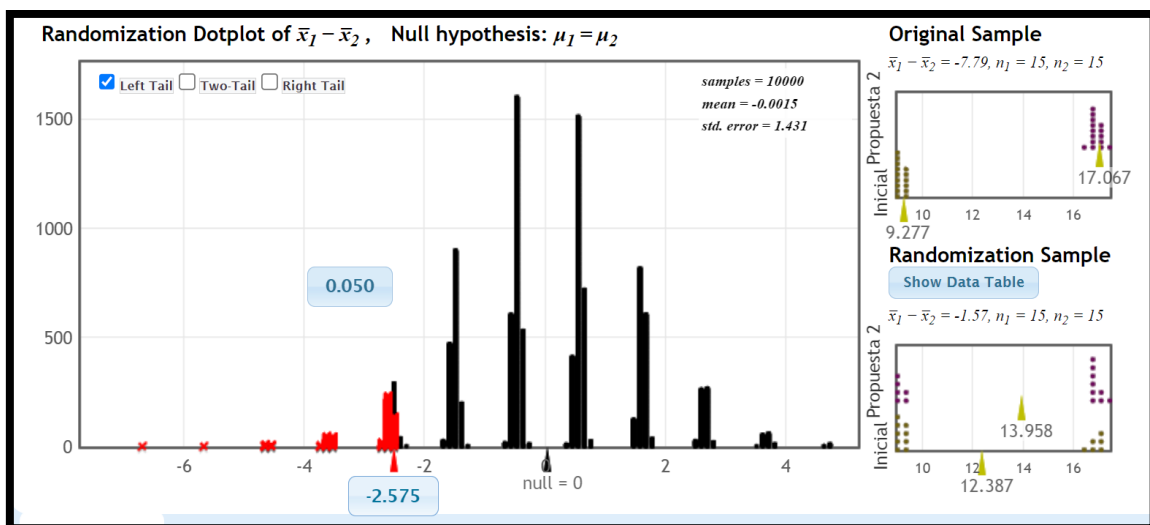 Randomization Dotplot of x̄₁ − x̄₂ , Null hypothesis: μ₁ = μ₂
Left Tail Two-Tail Right Tail
samples = 10000
mean = -0.0015
std. error = 1.431
1500
1000
500
0
0.050
-6 -4 -2 0 2 4
null = 0
-2.575
Original Sample
x̄₁ − x̄₂ = -7.79, n₁ = 15, n₂ = 15
Inicial Propuesta 2
17.067
10 12 14 16
9.277
Randomization Sample
Show Data Table
x̄₁ − x̄₂ = -1.57, n₁ = 15, n₂ = 15
Inicial Propuesta 2
13.958
10 12 14 16
12.387